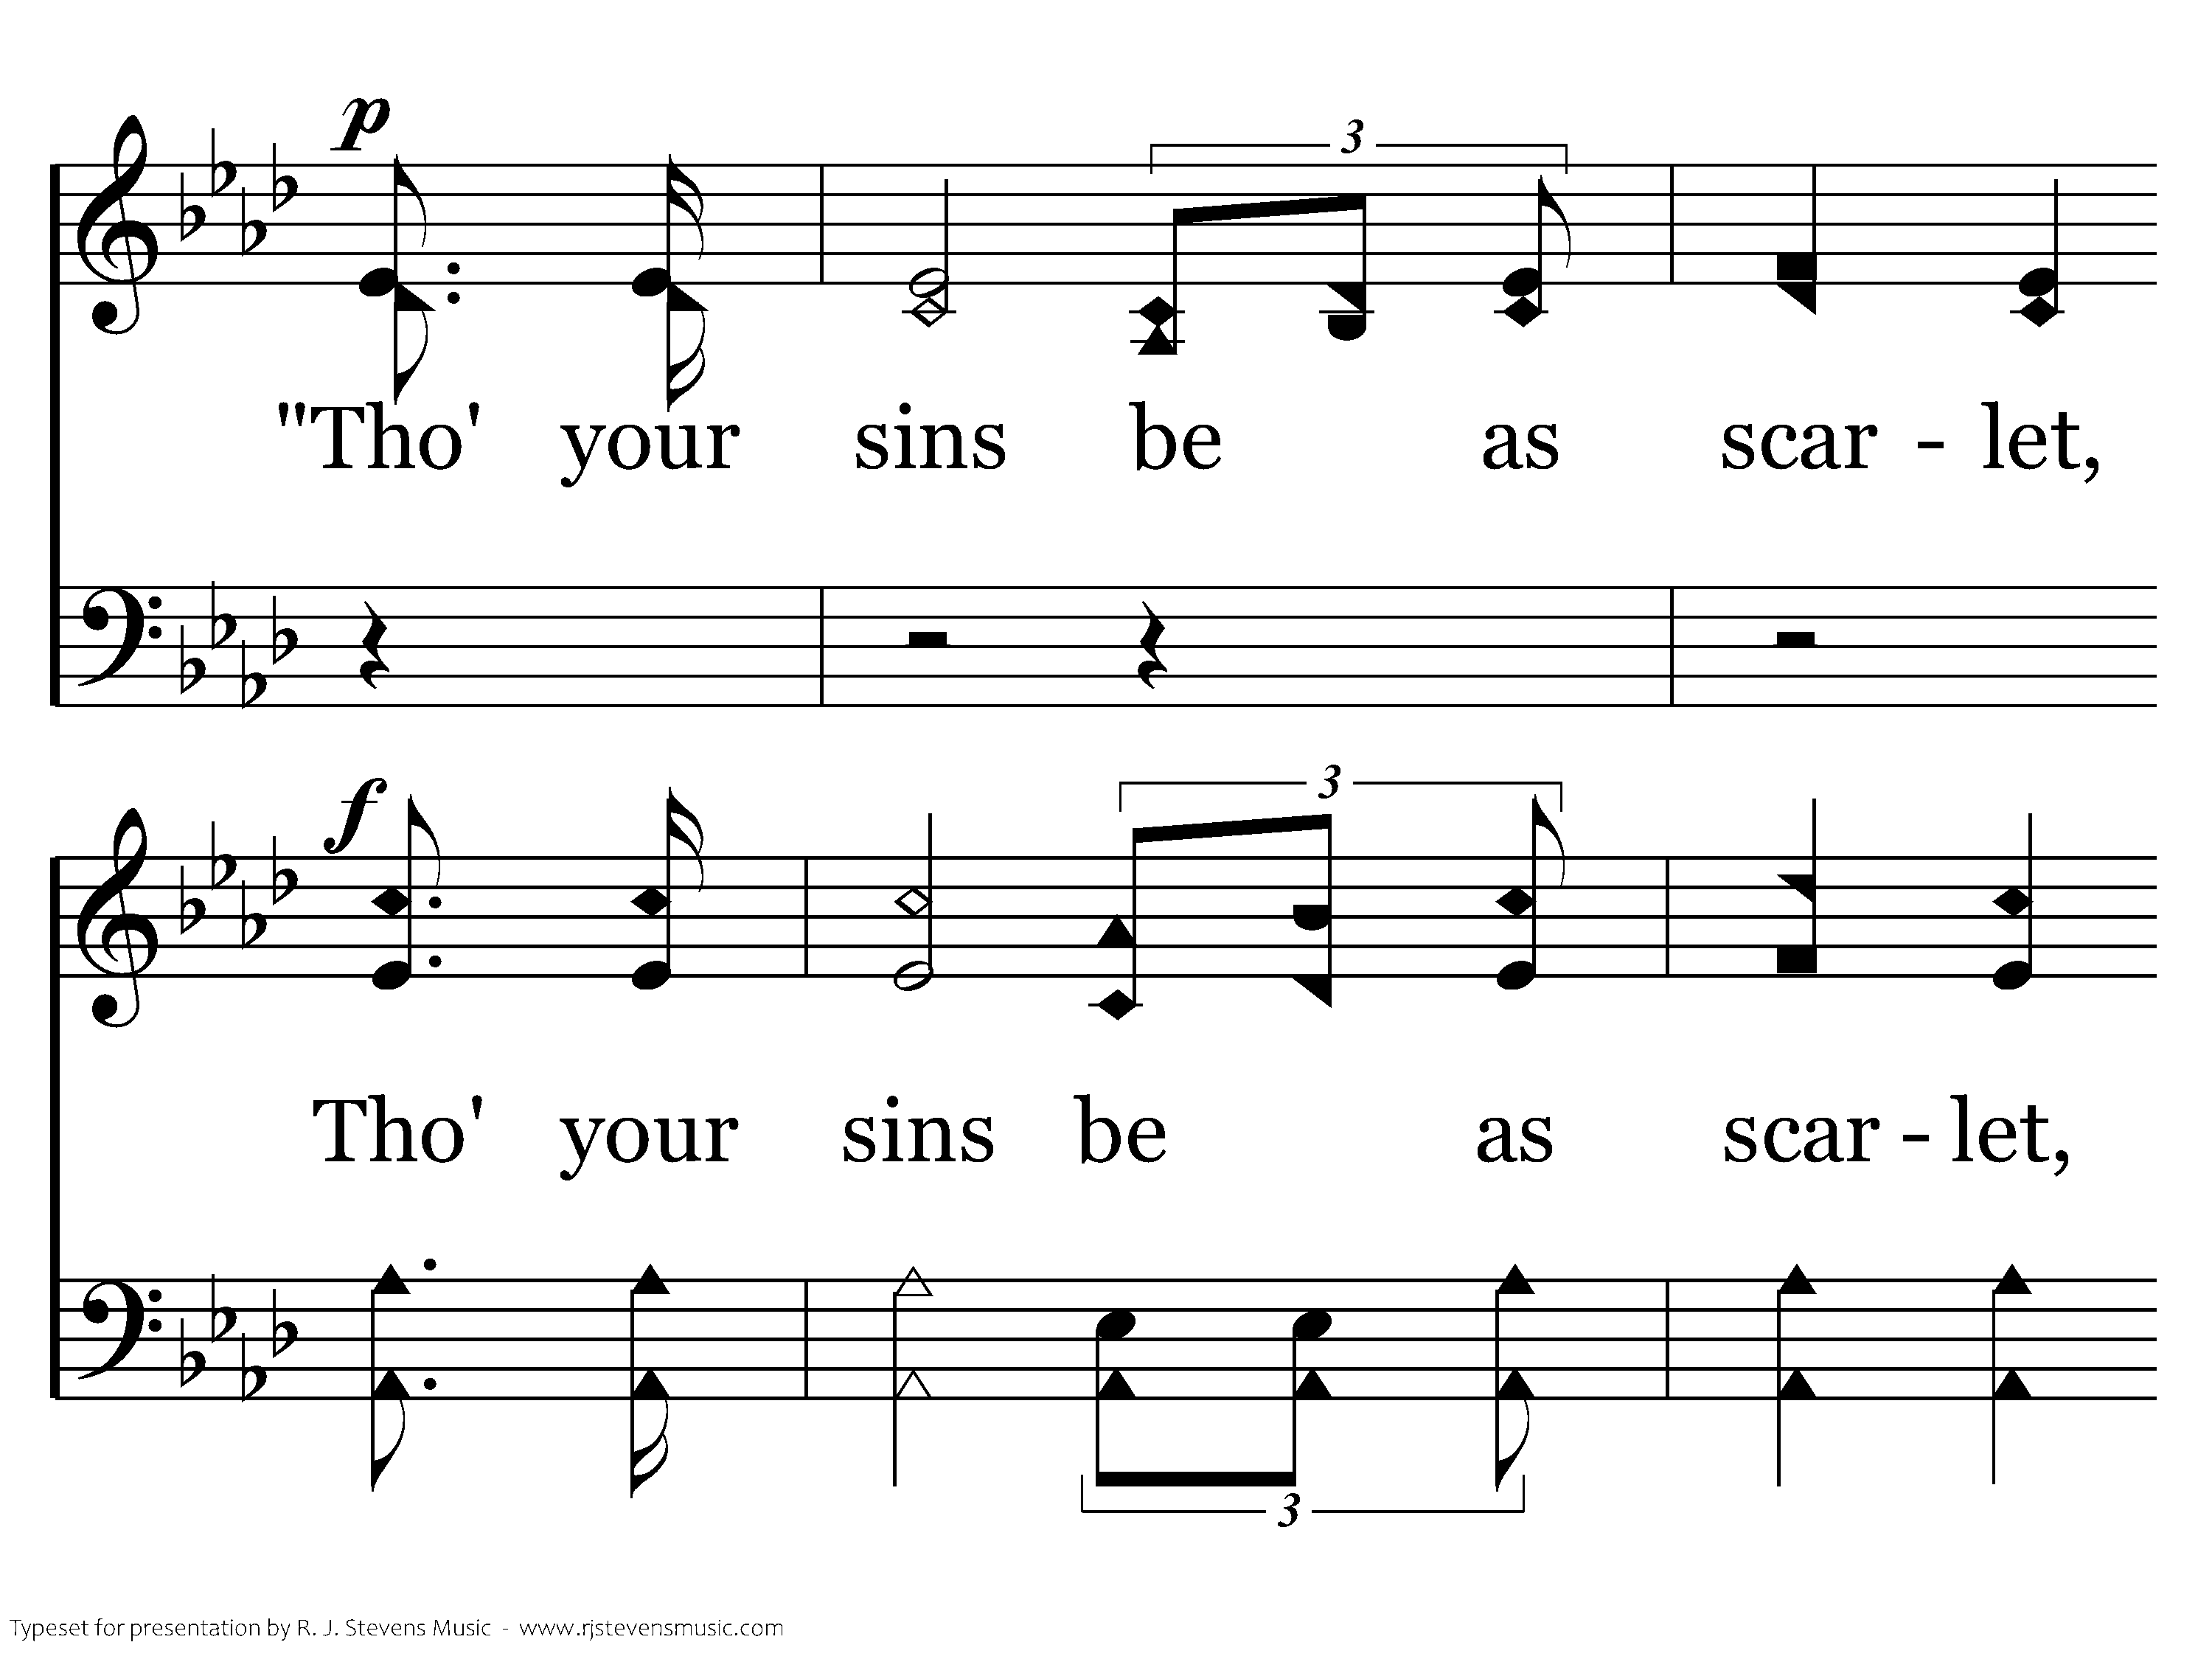 p
3
"Tho' your sins be as scar - let,
f
3
Tho' your sins be as scar - let,
3
Typeset for presentation by R. J. Stevens Music - www.rjstevensmusic.com